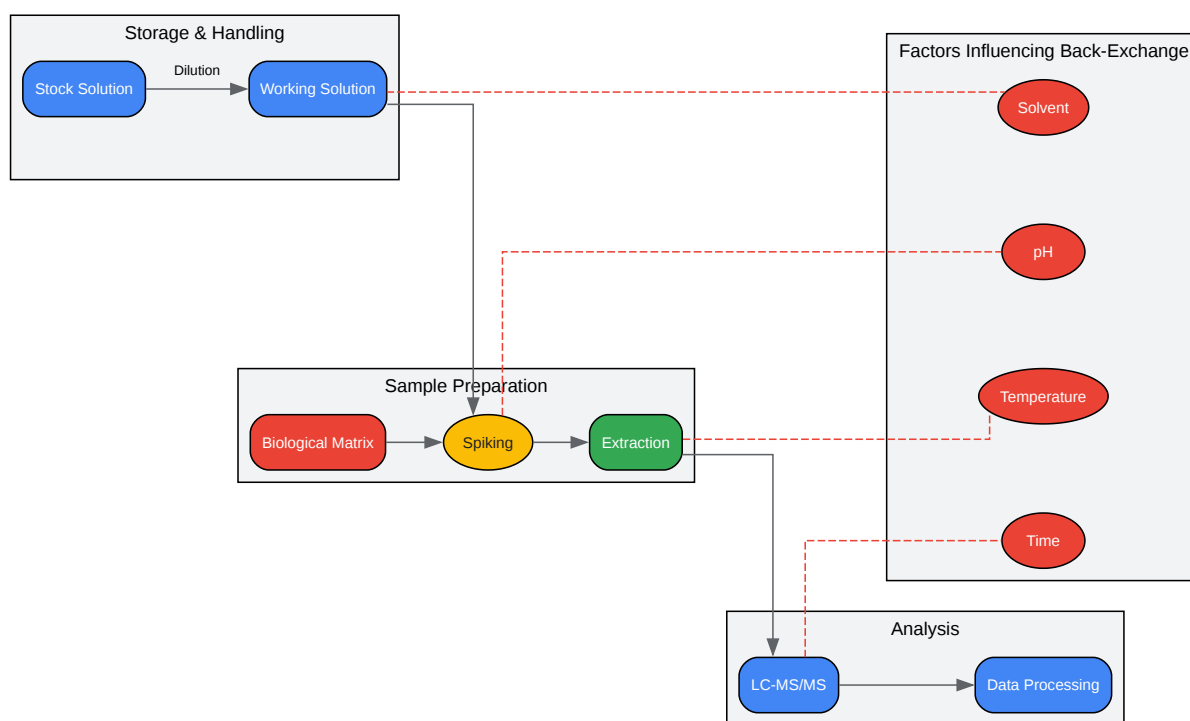 Storage & Handling
Stock Solution
Dilution
Working Solution
Factors Influencing Back-Exchange
Solvent
pH
Temperature
Time
Sample Preparation
Biological Matrix
Spiking
Extraction
Analysis
LC-MS/MS
Data Processing